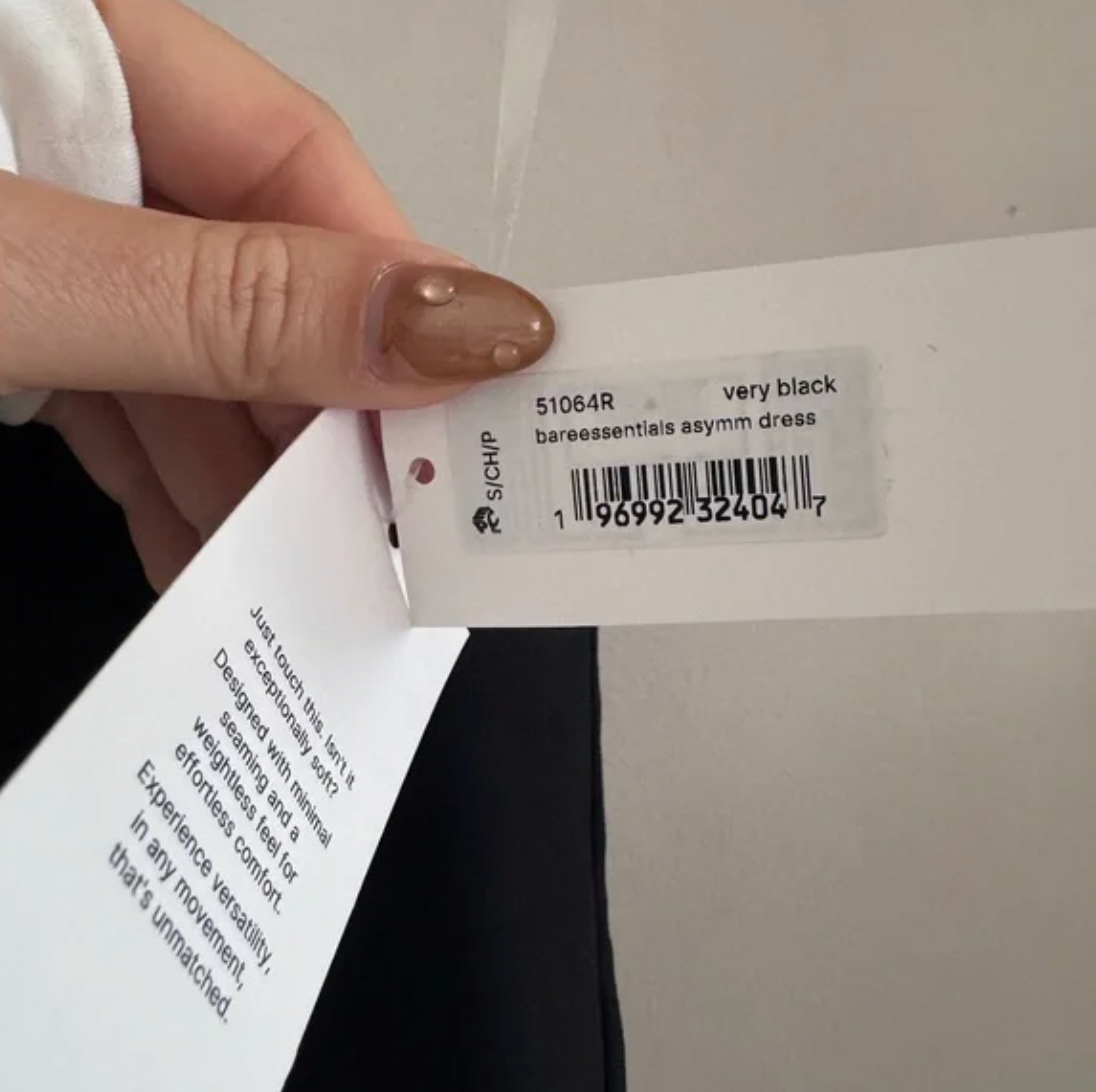 51064R very black
bareessentials asymm dress
S/CH/P
1 96992 32404 7
Just touch this. Isn't it
exceptionally soft?
Designed with minimal
seaming and a
weightless feel for
effortless comfort.
Experience versatility,
in any movement,
that's unmatched.